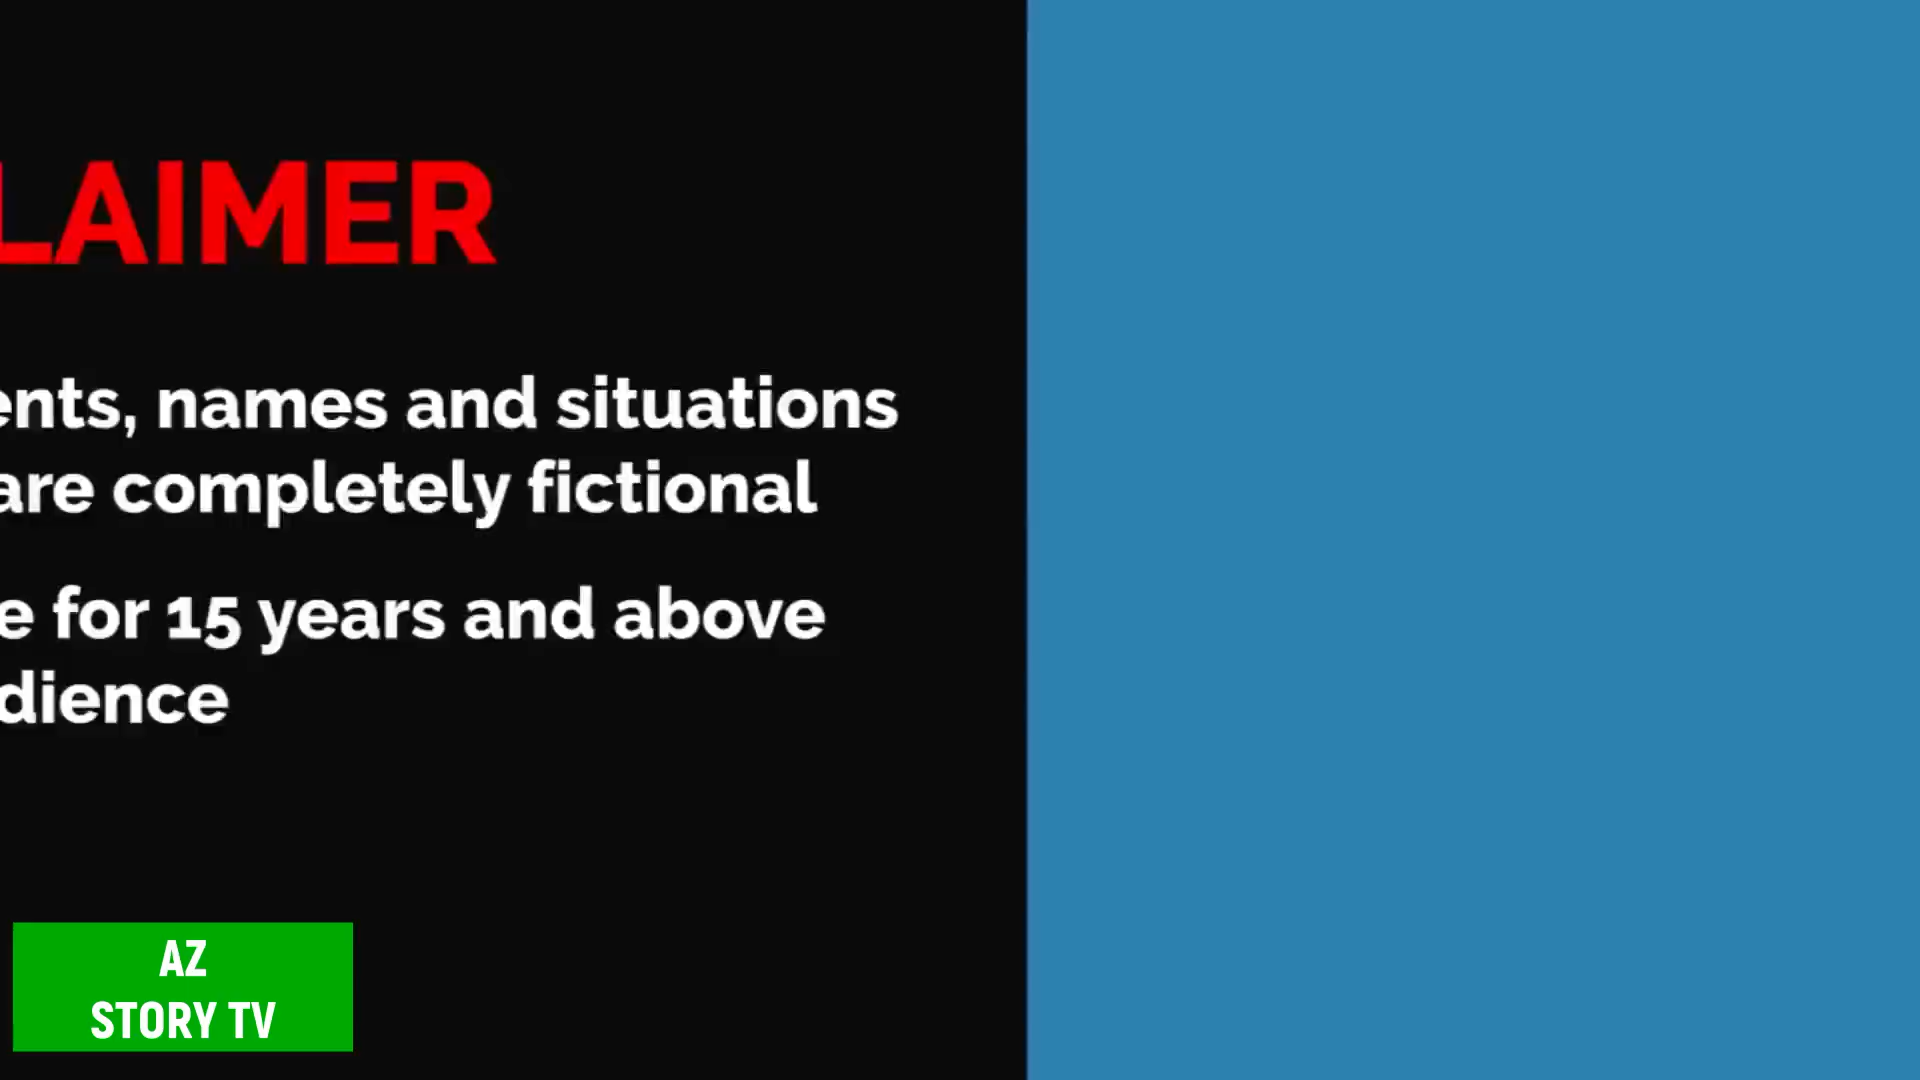 LAIMER
ents, names and situations
are completely fictional
e for 15 years and above
dience
AZ
STORY TV